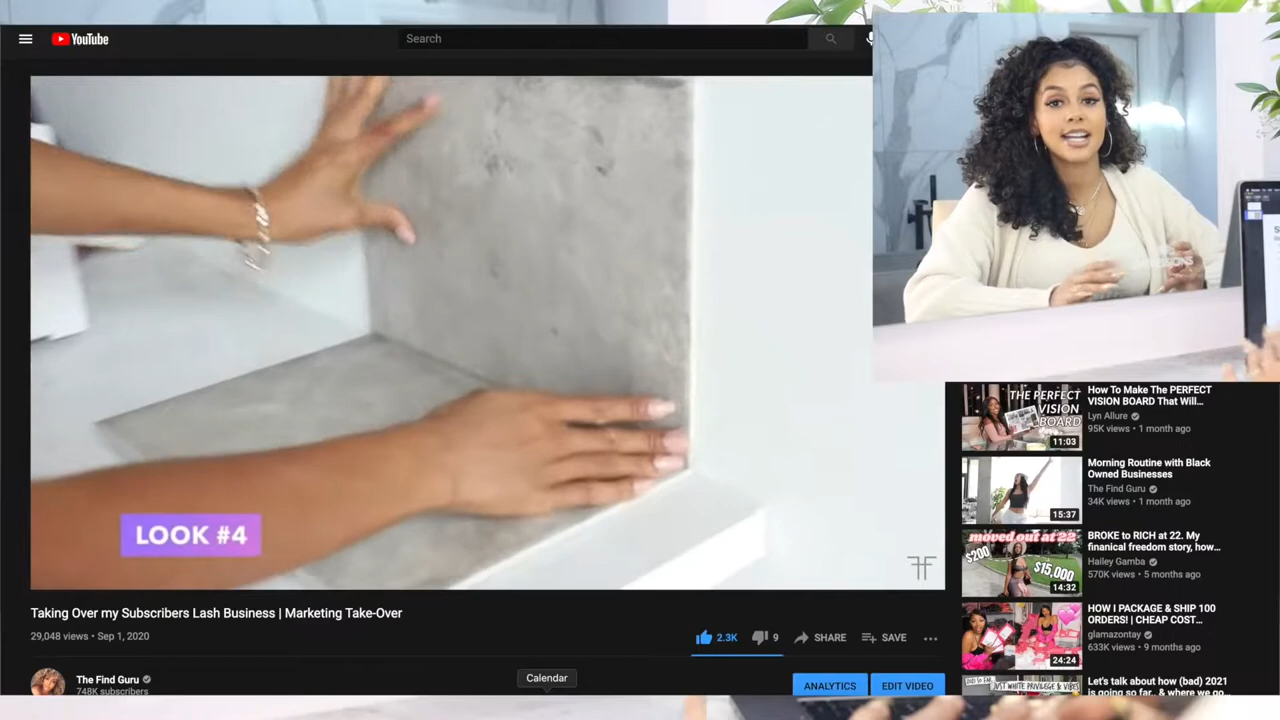 YouTube
Search
LOOK #4
Taking Over my Subscribers Lash Business | Marketing Take-Over
29,048 views • Sep 1, 2020
2.3K
9
SHARE
SAVE
The Find Guru
748K subscribers
Calendar
ANALYTICS
EDIT VIDEO
THE PERFECT
VISION
BOARD
11:03
How To Make The PERFECT
VISION BOARD That Will...
Lyn Allure
95K views • 1 month ago
15:37
Morning Routine with Black
Owned Businesses
The Find Guru
34K views • 1 month ago
moved out at 22
$200
$15,000
14:32
BROKE to RICH at 22. My
finanical freedom story, how...
Hailey Gamba
570K views • 5 months ago
24:24
HOW I PACKAGE & SHIP 100
ORDERS! | CHEAP COST...
glamazontay
633K views • 9 months ago
JUST WHITE PRIVILEGE & VIBES
Let's talk about how (bad) 2021
is going so far.. & where we go...